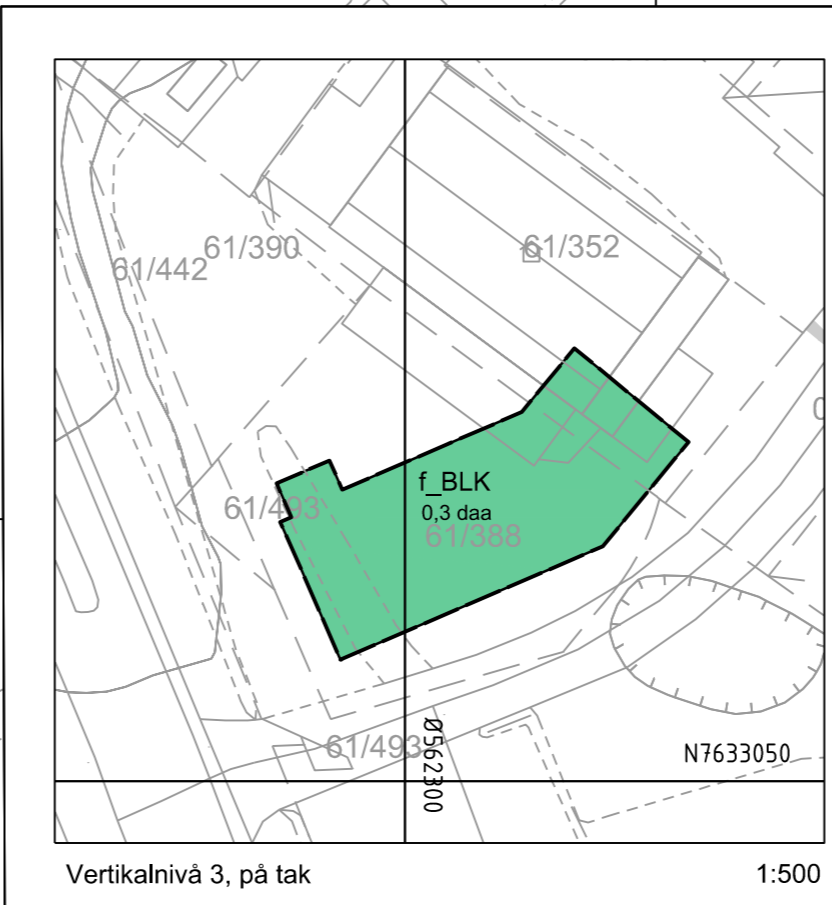 61/390
61/352
61/442
f_BLK
61/493
0,3 daa
61/388
61/493
Ø562300
N7633050
Vertikalnivå 3, på tak
1:500